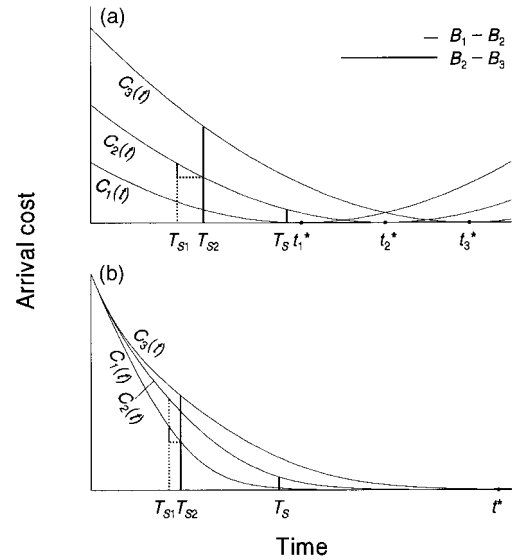 (a)
B₁ – B₂
B₂ – B₃
C₃(t)
C₂(t)
C₁(t)
T_S1 T_S2 T_S t₁* t₂* t₃*
Arrival cost
(b)
C₃(t)
C₁(t)
C₂(t)
T_S1 T_S2 T_S t*
Time